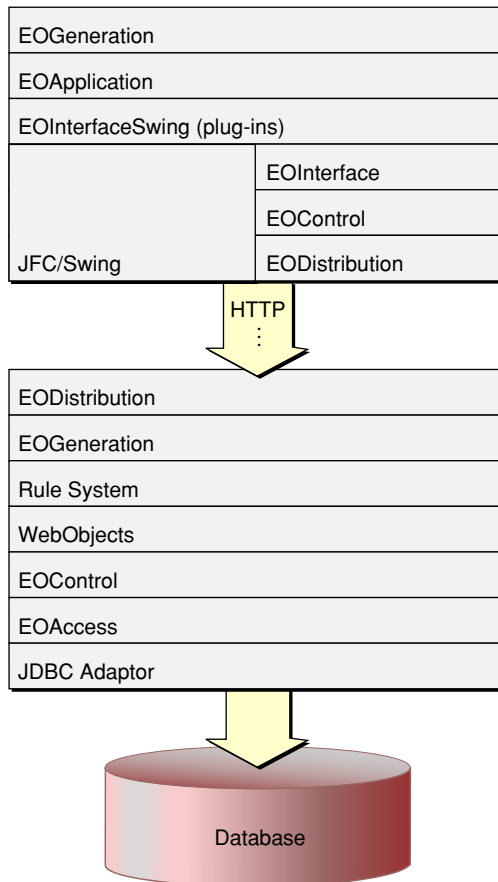 EOGeneration
EOApplication
EOInterfaceSwing (plug-ins)
EOInterface
EOControl
JFC/Swing
EODistribution
HTTP
⋮
EODistribution
EOGeneration
Rule System
WebObjects
EOControl
EOAccess
JDBC Adaptor
Database